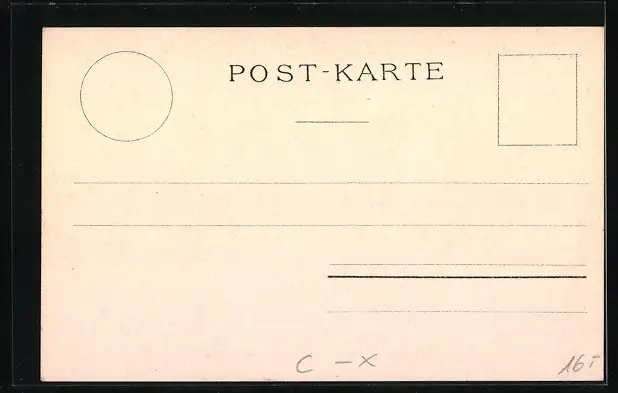 POST-KARTE
C – X
16.-